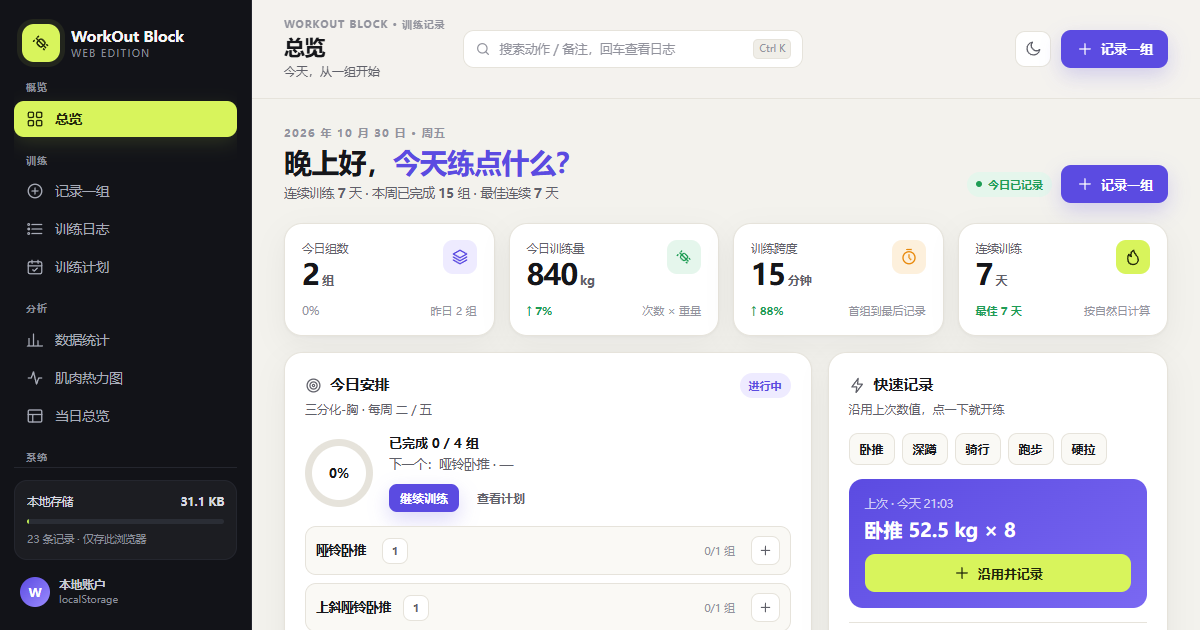 WorkOut Block
WEB EDITION
概览
总览
训练
记录一组
训练日志
训练计划
分析
数据统计
肌肉热力图
当日总览
系统
本地存储 31.1 KB
23 条记录 · 仅存此浏览器
W
本地账户
localStorage
WORKOUT BLOCK • 训练记录
总览
今天，从一组开始
搜索动作 / 备注，回车查看日志 Ctrl K
记录一组
2026 年 10 月 30 日 • 周五
晚上好，今天练点什么？
连续训练 7 天 · 本周已完成 15 组 · 最佳连续 7 天
今日已记录
记录一组
今日组数
2 组
0% 昨日 2 组
今日训练量
840 kg
↑ 7% 次数 × 重量
训练跨度
15 分钟
↑ 88% 首组到最后记录
连续训练
7 天
最佳 7 天 按自然日计算
今日安排 进行中
三分化-胸 · 每周 二 / 五
0%
已完成 0 / 4 组
下一个：哑铃卧推 · —
继续训练 查看计划
哑铃卧推 1 0/1 组 +
上斜哑铃卧推 1 0/1 组 +
快速记录
沿用上次数值，点一下就开练
卧推 深蹲 骑行 跑步 硬拉
上次 · 今天 21:03
卧推 52.5 kg × 8
沿用并记录